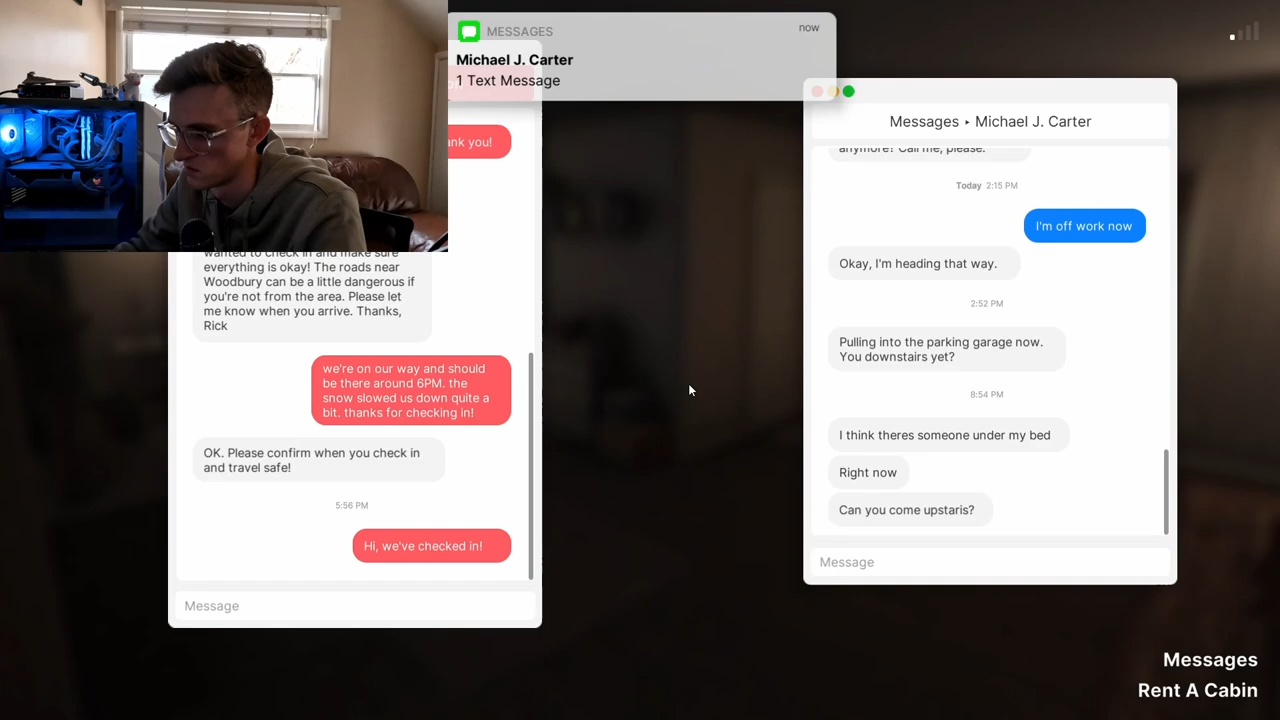 MESSAGES
now
Michael J. Carter
1 Text Message
ank you!
wanted to check in and make sure
everything is okay! The roads near
Woodbury can be a little dangerous if
you're not from the area. Please let
me know when you arrive. Thanks,
Rick
we're on our way and should
be there around 6PM. the
snow slowed us down quite a
bit. thanks for checking in!
OK. Please confirm when you check in
and travel safe!
5:56 PM
Hi, we've checked in!
Message
Messages ▸ Michael J. Carter
anymore? Call me, please.
Today 2:15 PM
I'm off work now
Okay, I'm heading that way.
2:52 PM
Pulling into the parking garage now.
You downstairs yet?
8:54 PM
I think theres someone under my bed
Right now
Can you come upstaris?
Message
Messages
Rent A Cabin